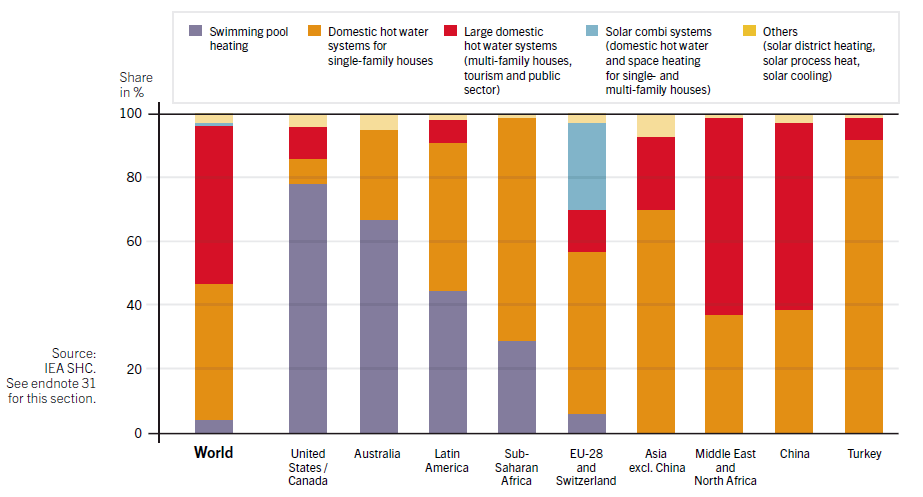 Swimming pool
heating
Domestic hot water
systems for
single-family houses
Large domestic
hot water systems
(multi-family houses,
tourism and public
sector)
Solar combi systems
(domestic hot water
and space heating
for single- and
multi-family houses)
Others
(solar district heating,
solar process heat,
solar cooling)
Share
in %
100
80
60
40
20
0
Source:
IEA SHC.
See endnote 31
for this section.
World
United
States /
Canada
Australia
Latin
America
Sub-
Saharan
Africa
EU-28
and
Switzerland
Asia
excl. China
Middle East
and
North Africa
China
Turkey